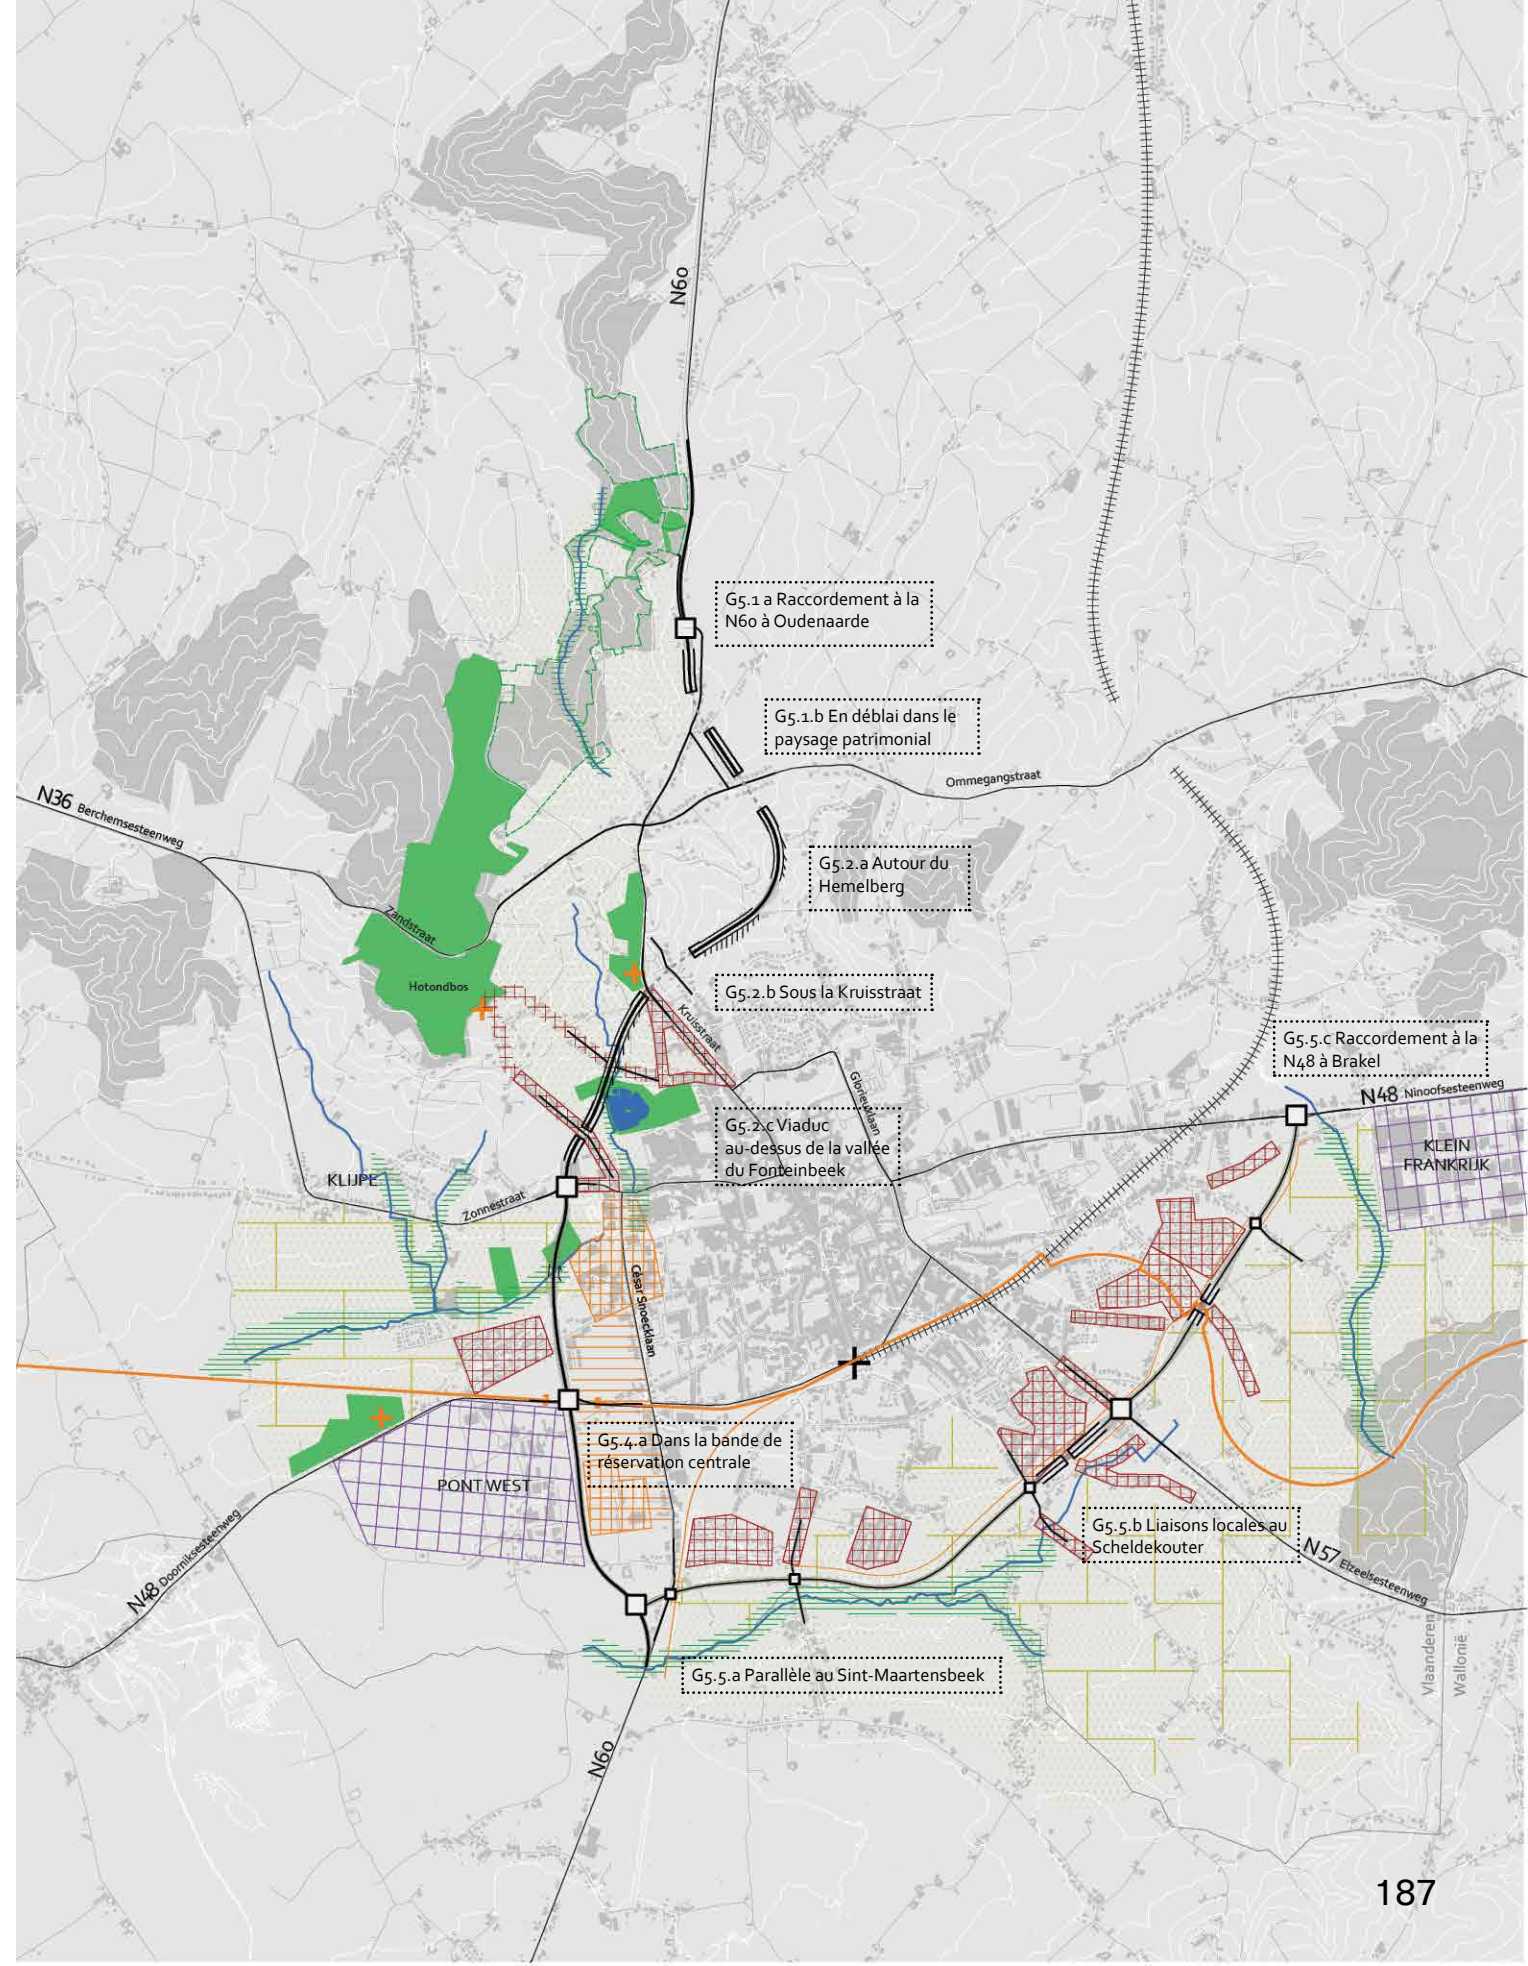 N60
G5.1 a Raccordement à la
N60 à Oudenaarde
G5.1.b En déblai dans le
paysage patrimonial
Ommegangstraat
N36 Berchemsesteenweg
G5.2.a Autour du
Hemelberg
Zandstraat
Hotondbos
G5.2.b Sous la Kruisstraat
Kruisstraat
G5.5.c Raccordement à la
N48 à Brakel
Glorieuxlaan
N48 Ninoofsesteenweg
G5.2.c Viaduc
au-dessus de la vallée
du Fonteinbeek
KLEIN
FRANKRIJK
KLIJPE
Zonnestraat
César Snoecklaan
G5.4.a Dans la bande de
réservation centrale
PONT WEST
G5.5.b Liaisons locales au
Scheldekouter
N48 Doorniksesteenweg
N57 Elzeelsesteenweg
Vlaanderen
Wallonië
G5.5.a Parallèle au Sint-Maartensbeek
N60
187